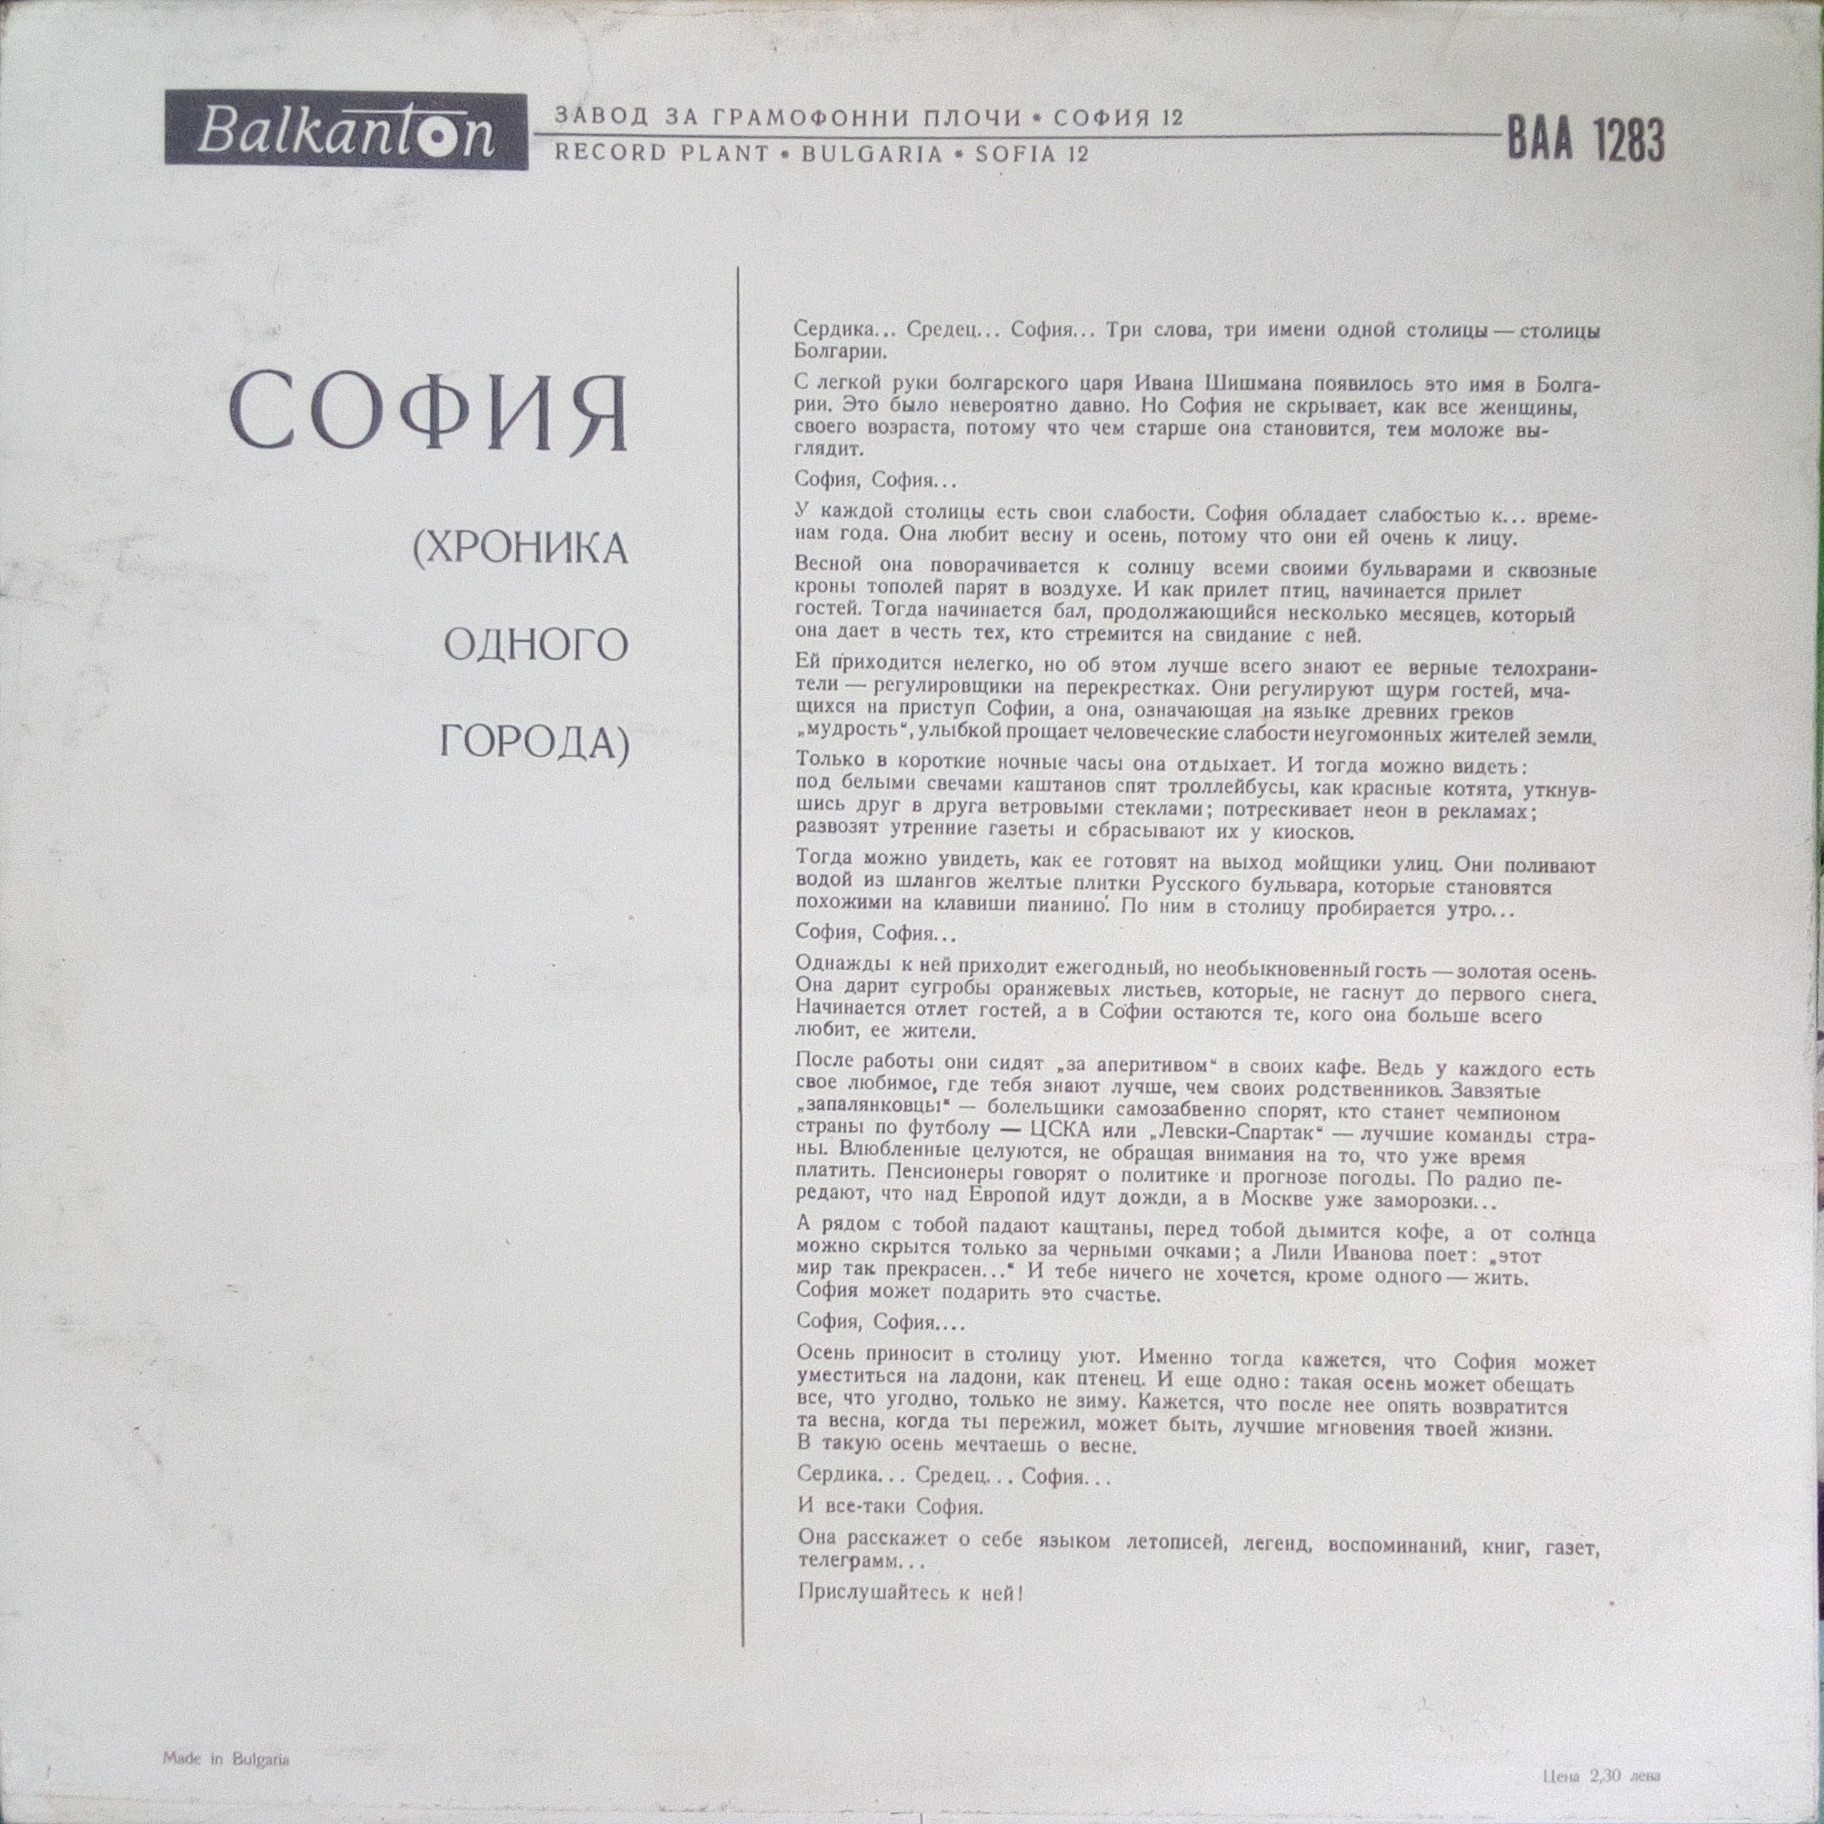 Balkanton
ЗАВОД ЗА ГРАМОФОННИ ПЛОЧИ • СОФИЯ 12
RECORD PLANT • BULGARIA • SOFIA 12
ВАА 1283
СОФИЯ
(ХРОНИКА
ОДНОГО
ГОРОДА)
Сердика... Средец... София... Три слова, три имени одной столицы — столицы
Болгарии.
С легкой руки болгарского царя Ивана Шишмана появилось это имя в Болга-
рии. Это было невероятно давно. Но София не скрывает, как все женщины,
своего возраста, потому что чем старше она становится, тем моложе вы-
глядит.
София, София...
У каждой столицы есть свои слабости. София обладает слабостью к... време-
нам года. Она любит весну и осень, потому что они ей очень к лицу.
Весной она поворачивается к солнцу всеми своими бульварами и сквозные
кроны тополей парят в воздухе. И как прилет птиц, начинается прилет
гостей. Тогда начинается бал, продолжающийся несколько месяцев, который
она дает в честь тех, кто стремится на свидание с ней.
Ей приходится нелегко, но об этом лучше всего знают ее верные телохрани-
тели — регулировщики на перекрестках. Они регулируют щурм гостей, мча-
щихся на приступ Софии, а она, означающая на языке древних греков
„мудрость“, улыбкой прощает человеческие слабости неугомонных жителей земли.
Только в короткие ночные часы она отдыхает. И тогда можно видеть:
под белыми свечами каштанов спят троллейбусы, как красные котята, уткнув-
шись друг в друга ветровыми стеклами; потрескивает неон в рекламах;
развозят утренние газеты и сбрасывают их у киосков.
Тогда можно увидеть, как ее готовят на выход мойщики улиц. Они поливают
водой из шлангов желтые плитки Русского бульвара, которые становятся
похожими на клавиши пианино. По ним в столицу пробирается утро...
София, София...
Однажды к ней приходит ежегодный, но необыкновенный гость — золотая осень.
Она дарит сугробы оранжевых листьев, которые, не гаснут до первого снега.
Начинается отлет гостей, а в Софии остаются те, кого она больше всего
любит, ее жители.
После работы они сидят „за аперитивом“ в своих кафе. Ведь у каждого есть
свое любимое, где тебя знают лучше, чем своих родственников. Завзятые
„запалянковцы“ — болельщики самозабвенно спорят, кто станет чемпионом
страны по футболу — ЦСКА или „Левски-Спартак“ — лучшие команды стра-
ны. Влюбленные целуются, не обращая внимания на то, что уже время
платить. Пенсионеры говорят о политике и прогнозе погоды. По радио пе-
редают, что над Европой идут дожди, а в Москве уже заморозки...
А рядом с тобой падают кащтаны, перед тобой дымится кофе, а от солнца
можно скрытся только за черными очками; а Лили Иванова поет: „этот
мир так прекрасен...“ И тебе ничего не хочется, кроме одного — жить.
София может подарить это счастье.
София, София....
Осень приносит в столицу уют. Именно тогда кажется, что София может
уместиться на ладони, как птенец. И еще одно: такая осень может обещать
все, что угодно, только не зиму. Кажется, что после нее опять возвратится
та весна, когда ты пережил, может быть, лучшие мгновения твоей жизни.
В такую осень мечтаешь о весне.
Сердика... Средец... София...
И все-таки София.
Она расскажет о себе языком летописей, легенд, воспоминаний, книг, газет,
телеграмм...
Прислушайтесь к ней!
Made in Bulgaria
Цена 2,30 лева